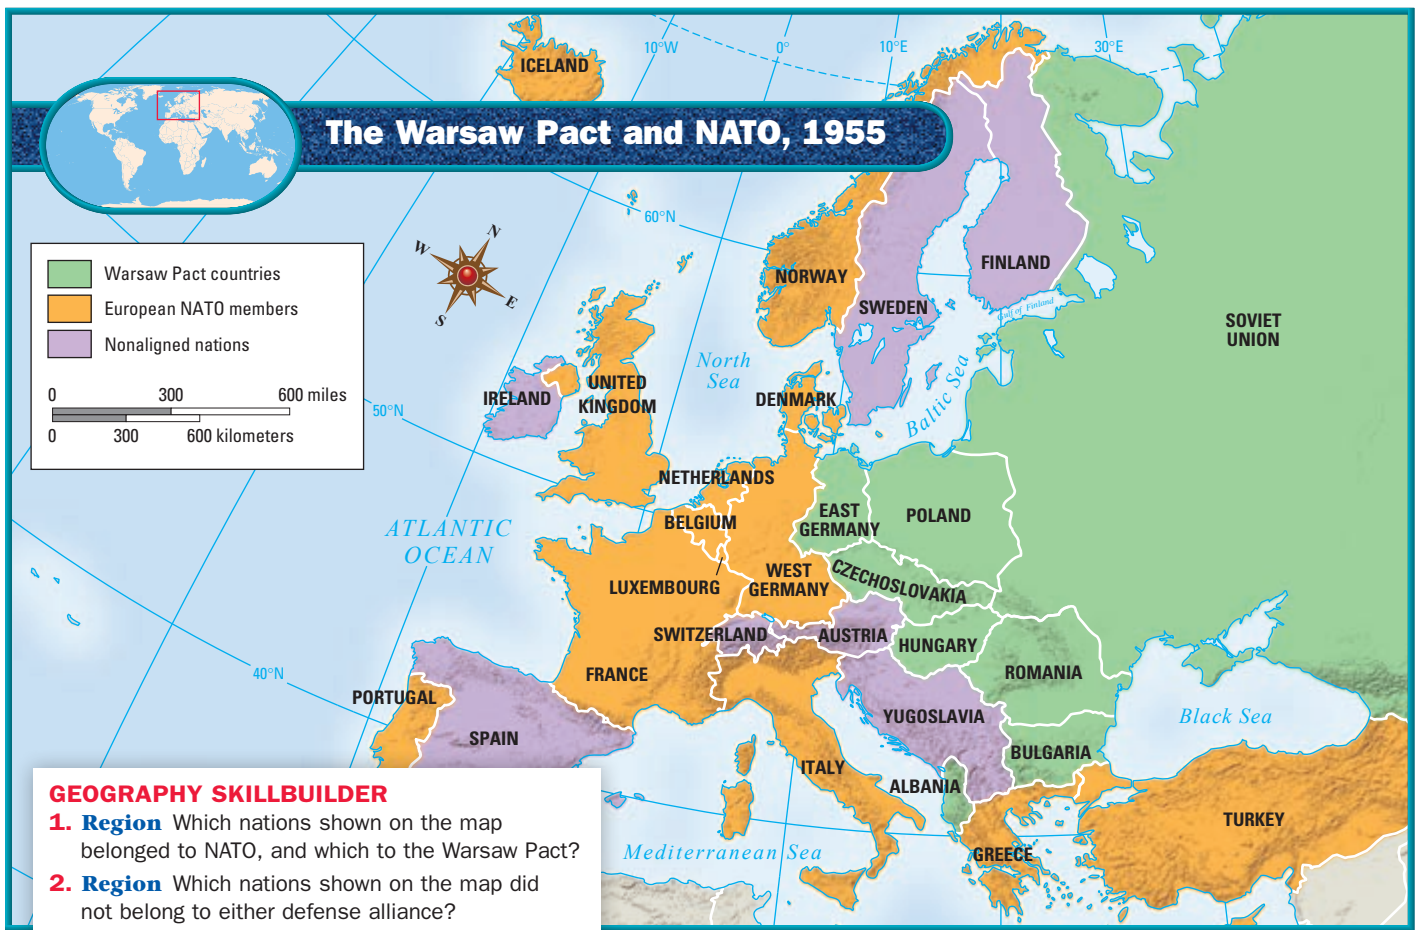 The Warsaw Pact and NATO, 1955
10°W
0°
10°E
30°E
60°N
50°N
40°N
N
W
E
S
Warsaw Pact countries
European NATO members
Nonaligned nations
0 300 600 miles
0 300 600 kilometers
ICELAND
NORWAY
SWEDEN
FINLAND
Gulf of Finland
SOVIET
UNION
North
Sea
Baltic Sea
IRELAND
UNITED
KINGDOM
DENMARK
NETHERLANDS
BELGIUM
LUXEMBOURG
EAST
GERMANY
POLAND
WEST
GERMANY
CZECHOSLOVAKIA
ATLANTIC
OCEAN
SWITZERLAND
AUSTRIA
HUNGARY
ROMANIA
FRANCE
PORTUGAL
SPAIN
YUGOSLAVIA
BULGARIA
Black Sea
ITALY
ALBANIA
GREECE
TURKEY
Mediterranean Sea
GEOGRAPHY SKILLBUILDER
1. Region Which nations shown on the map
belonged to NATO, and which to the Warsaw Pact?
2. Region Which nations shown on the map did
not belong to either defense alliance?